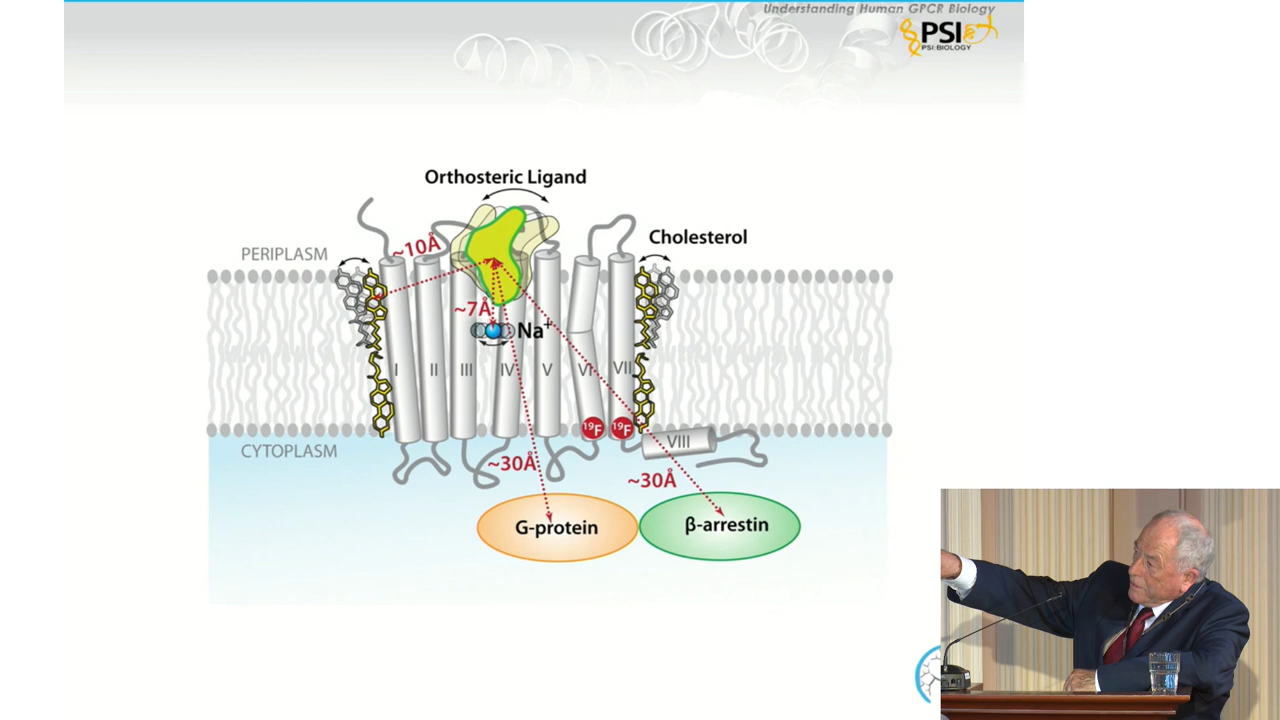 Understanding Human GPCR Biology
PSI
PSI:BIOLOGY
Orthosteric Ligand
Cholesterol
~10Å
PERIPLASM
~7Å
Na⁺
I
II
III
IV
V
VI
VII
¹⁹F
¹⁹F
VIII
CYTOPLASM
~30Å
~30Å
G-protein
β-arrestin